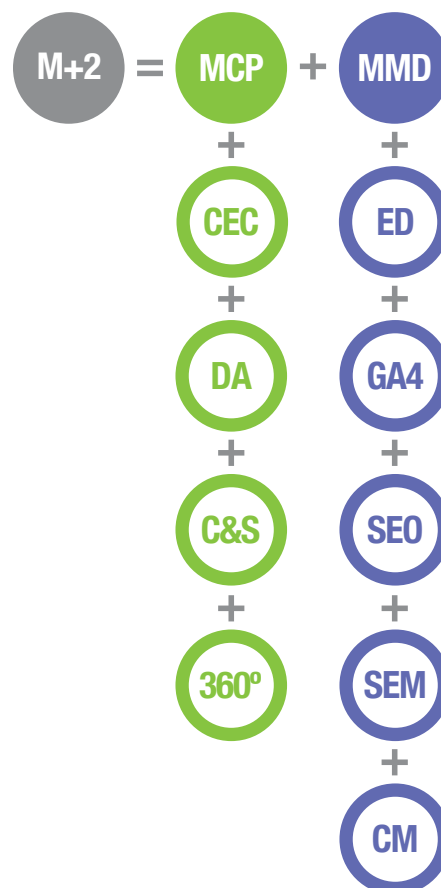 M+2 = MCP + MMD
+ +
CEC ED
+ +
DA GA4
+ +
C&S SEO
+ +
360º SEM
+
CM